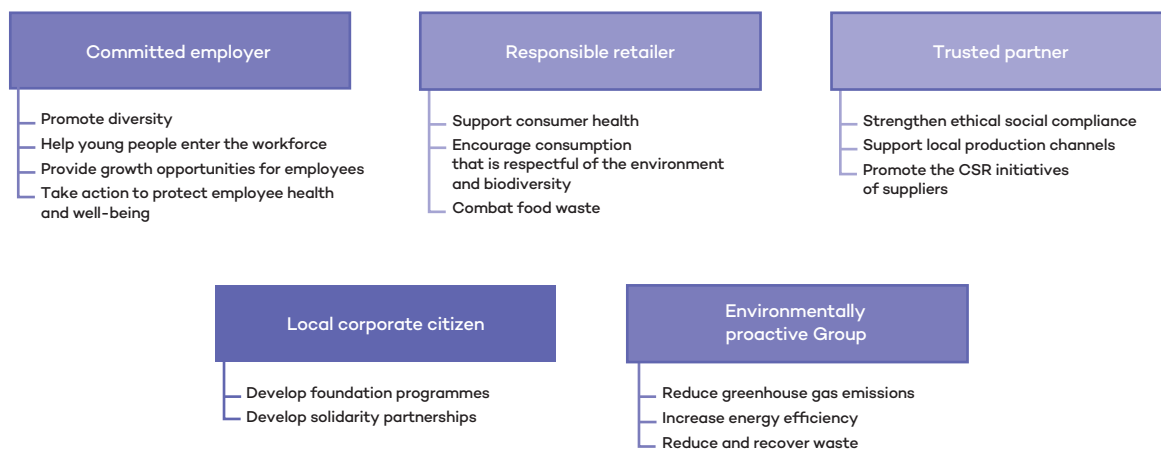 Committed employer
Promote diversity
Help young people enter the workforce
Provide growth opportunities for employees
Take action to protect employee health
and well-being
Responsible retailer
Support consumer health
Encourage consumption
that is respectful of the environment
and biodiversity
Combat food waste
Trusted partner
Strengthen ethical social compliance
Support local production channels
Promote the CSR initiatives
of suppliers
Local corporate citizen
Develop foundation programmes
Develop solidarity partnerships
Environmentally
proactive Group
Reduce greenhouse gas emissions
Increase energy efficiency
Reduce and recover waste